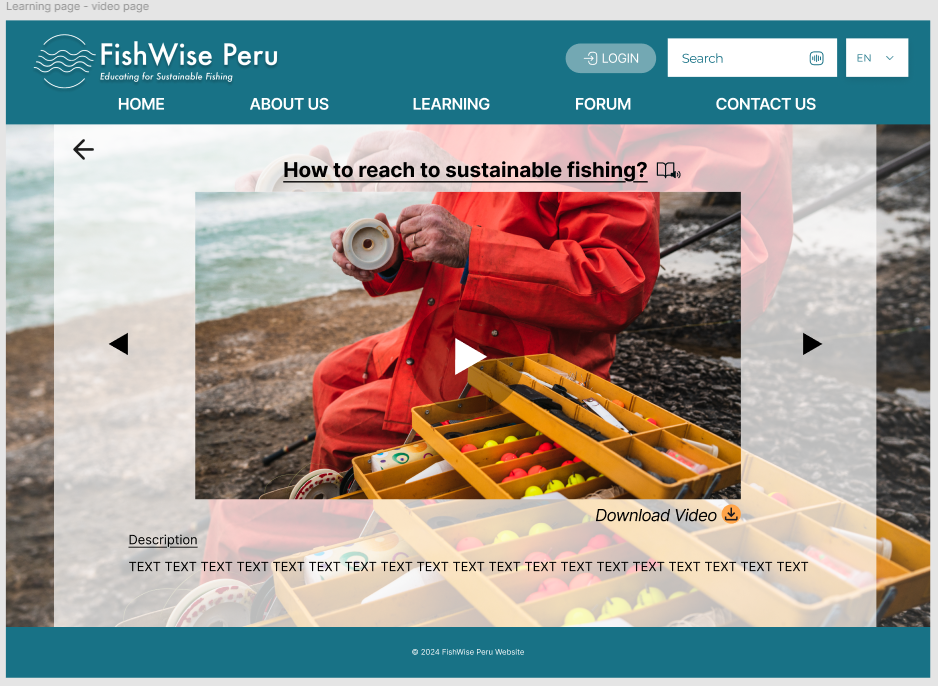 Learning page - video page
FishWise Peru
Educating for Sustainable Fishing
LOGIN
Search
EN
HOME ABOUT US LEARNING FORUM CONTACT US
How to reach to sustainable fishing?
Download Video
Description
TEXT TEXT TEXT TEXT TEXT TEXT TEXT TEXT TEXT TEXT TEXT TEXT TEXT TEXT TEXT TEXT TEXT TEXT TEXT
© 2024 FishWise Peru Website